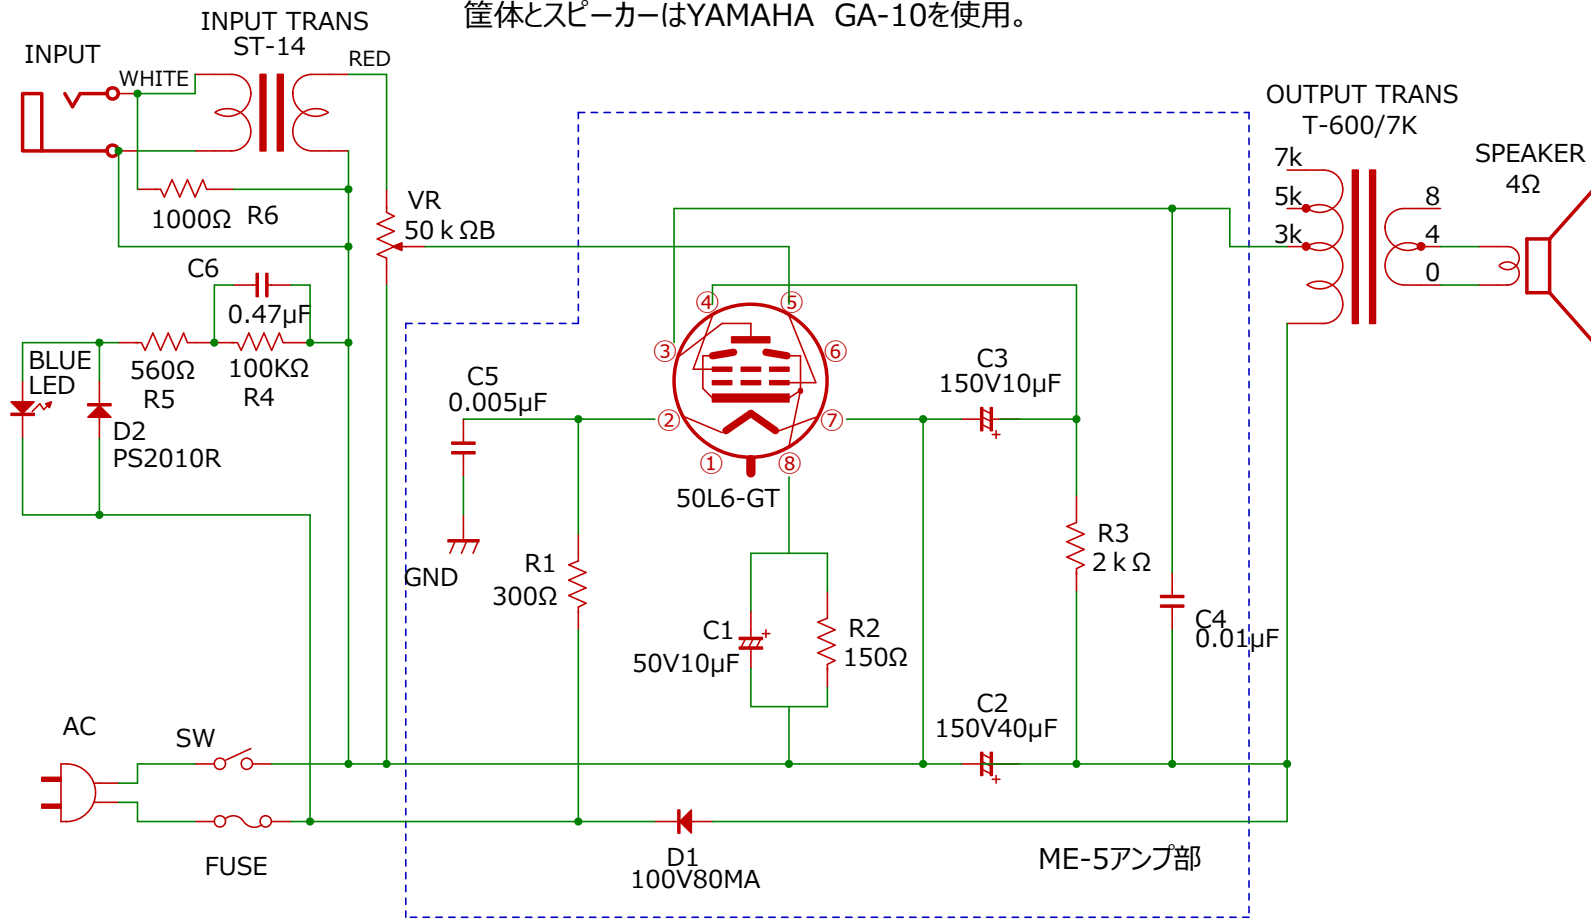 筐体とスピーカーはYAMAHA　GA-10を使用。
INPUT TRANS
ST-14
INPUT
WHITE
RED
OUTPUT TRANS
T-600/7K
SPEAKER
4Ω
7k
5k
3k
8
4
0
VR
50ｋΩB
1000Ω
R6
C6
0.47μF
BLUE
LED
560Ω
R5
100KΩ
R4
D2
PS2010R
C5
0.005μF
GND
④
⑤
③
⑥
②
⑦
①
⑧
50L6-GT
C3
150V10μF
+
R1
300Ω
R3
2ｋΩ
C1
+
50V10μF
R2
150Ω
C4
0.01μF
C2
150V40μF
+
AC
SW
FUSE
D1
100V80MA
ME-5アンプ部